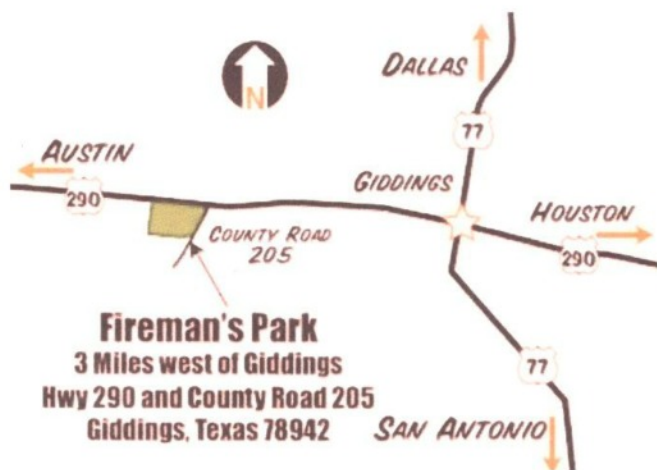 DALLAS
N
77
AUSTIN
290
GIDDINGS
HOUSTON
290
COUNTY ROAD
205
Fireman's Park
3 Miles west of Giddings
Hwy 290 and County Road 205
Giddings, Texas 78942
77
SAN ANTONIO